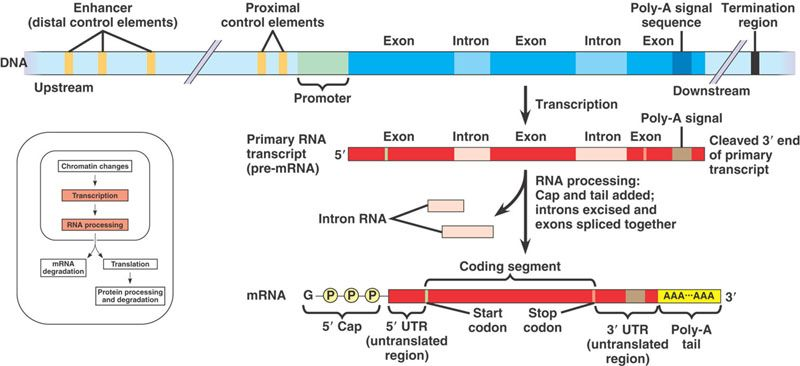 Enhancer
(distal control elements)
Proximal
control elements
Poly-A signal
sequence
Termination
region
DNA
Exon
Intron
Exon
Intron
Exon
Upstream
Promoter
Downstream
Transcription
Poly-A signal
Primary RNA
transcript
(pre-mRNA)
5′
Exon
Intron
Exon
Intron
Exon
Cleaved 3′ end
of primary
transcript
RNA processing:
Cap and tail added;
introns excised and
exons spliced together
Intron RNA
Chromatin changes
Transcription
RNA processing
mRNA
degradation
Translation
Protein processing
and degradation
Coding segment
mRNA
G
P
P
P
AAA···AAA
3′
5′ Cap
5′ UTR
(untranslated
region)
Start
codon
Stop
codon
3′ UTR
(untranslated
region)
Poly-A
tail